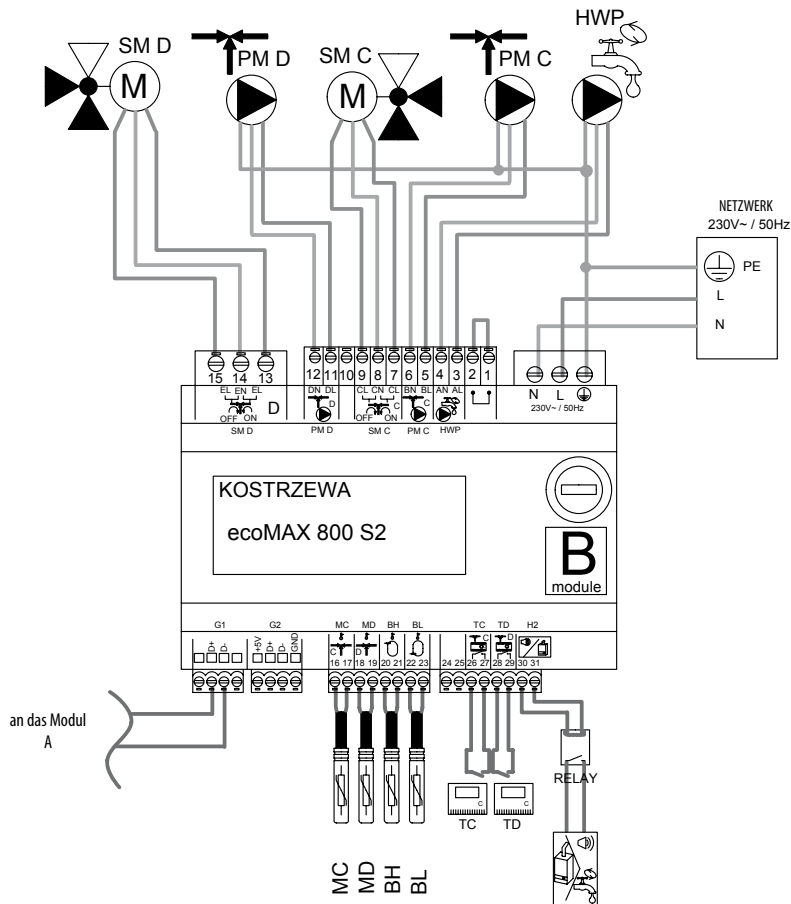 SM D
PM D
SM C
PM C
HWP
M
M
NETZWERK
230V~ / 50Hz
PE
L
N
15 14 13
12 11 10 9 8 7 6 5 4 3 2 1
EL EN EL
D
OFF ON
SM D
DN DL
D
PM D
CL CN CL
C
OFF ON
SM C
BN BL
C
PM C
AN AL
HWP
N L
230V~ / 50Hz
KOSTRZEWA
ecoMAX 800 S2
B
module
G1
D+
D-
G2
+5V
D+
D-
GND
MC MD BH BL
C D
16 17 18 19 20 21 22 23
TC TD H2
C D
24 25 26 27 28 29 30 31
an das Modul
A
RELAY
C
C
TC TD
MC
MD
BH
BL